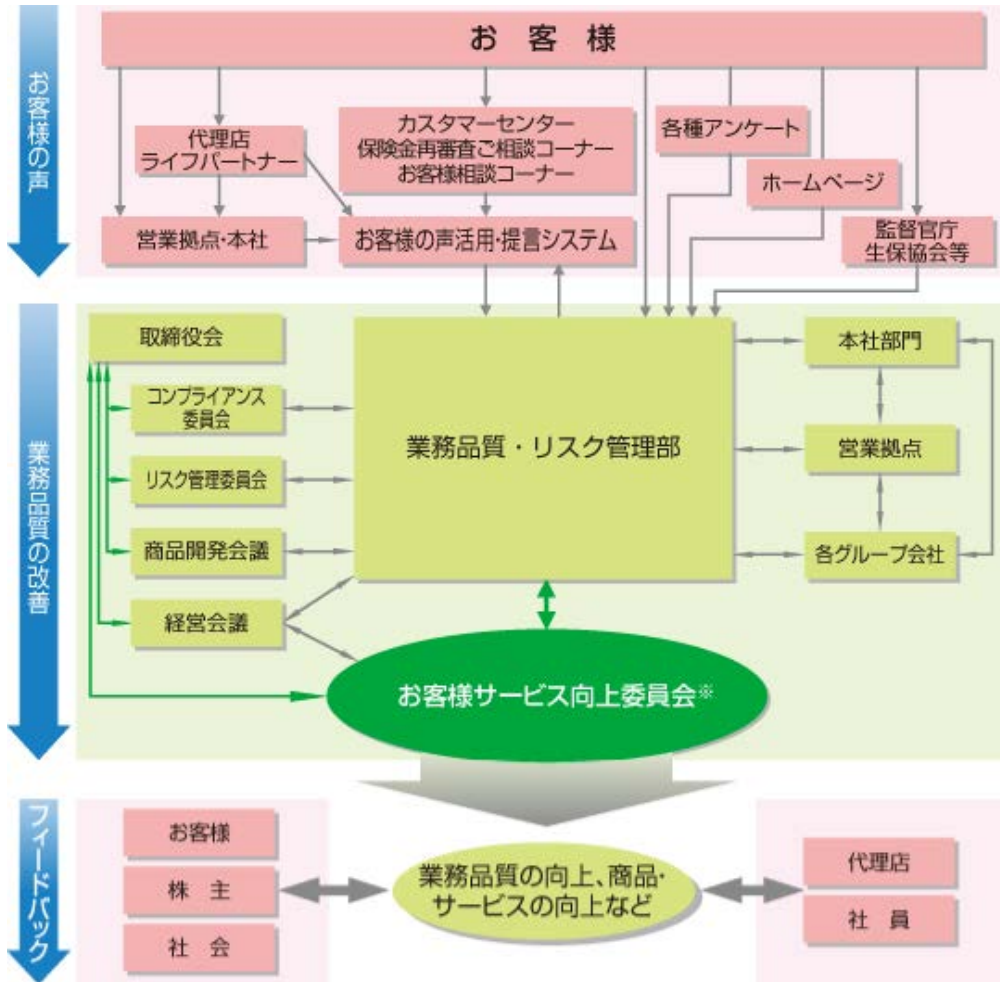 お客様の声
お客様
代理店
ライフパートナー
カスタマーセンター
保険金再審査ご相談コーナー
お客様相談コーナー
各種アンケート
ホームページ
営業拠点・本社
お客様の声活用・提言システム
監督官庁
生保協会等
業務品質の改善
取締役会
コンプライアンス
委員会
リスク管理委員会
商品開発会議
経営会議
業務品質・リスク管理部
本社部門
営業拠点
各グループ会社
お客様サービス向上委員会※
フィードバック
お客様
株主
社会
業務品質の向上、商品・
サービスの向上など
代理店
社員